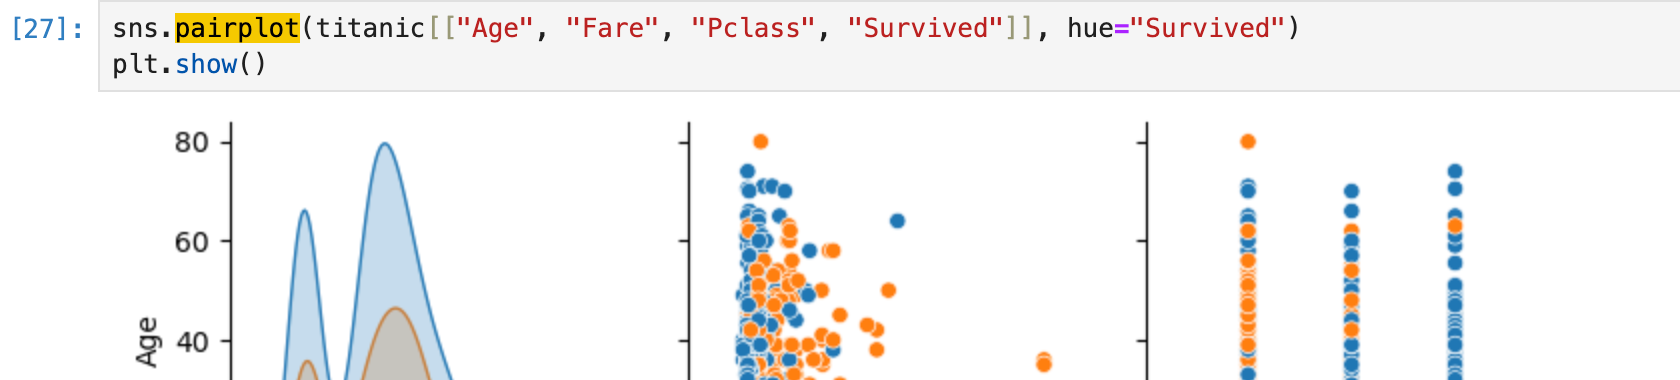 [27]: sns.pairplot(titanic[["Age", "Fare", "Pclass", "Survived"]], hue="Survived")
plt.show()
80
60
40
Age